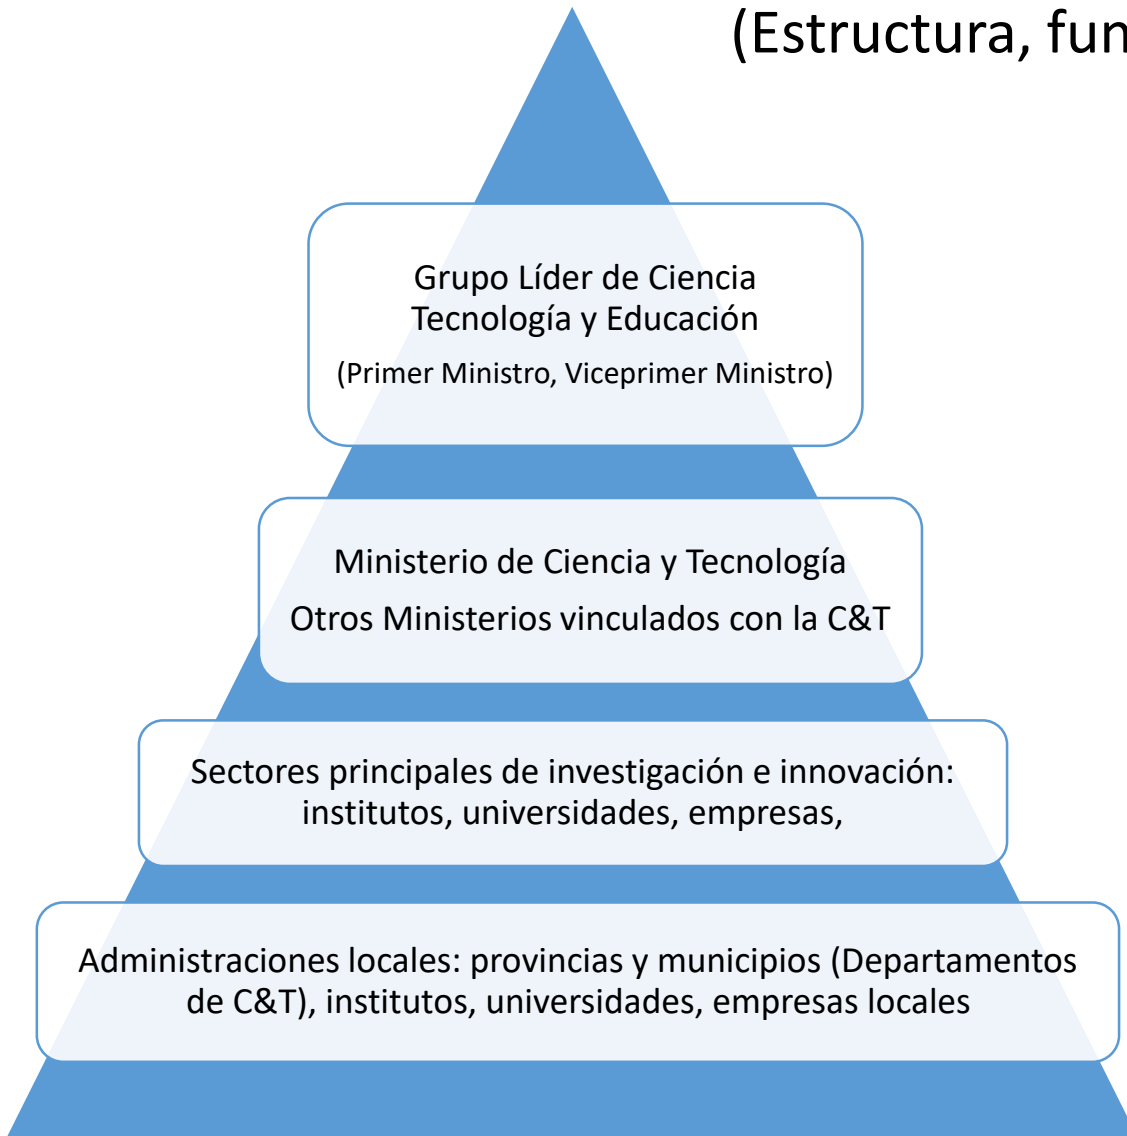 (Estructura, fun
Grupo Líder de Ciencia
Tecnología y Educación
(Primer Ministro, Viceprimer Ministro)
Ministerio de Ciencia y Tecnología
Otros Ministerios vinculados con la C&T
Sectores principales de investigación e innovación:
institutos, universidades, empresas,
Administraciones locales: provincias y municipios (Departamentos
de C&T), institutos, universidades, empresas locales